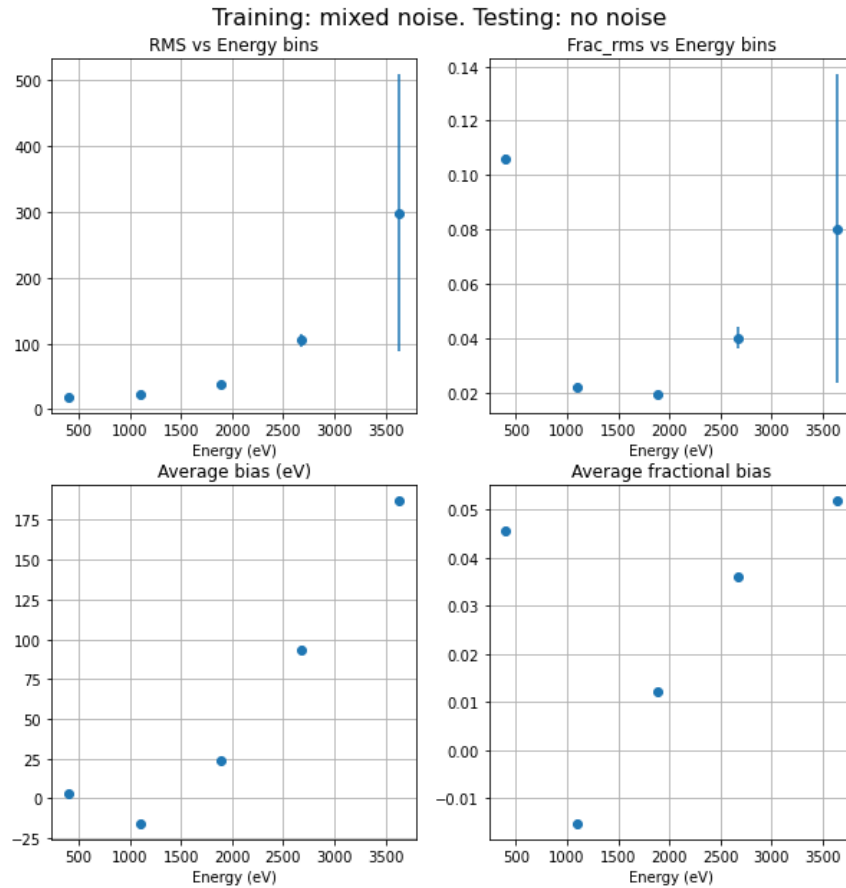 Training: mixed noise. Testing: no noise
RMS vs Energy bins
500
400
300
200
100
0
500 1000 1500 2000 2500 3000 3500
Energy (eV)
Frac_rms vs Energy bins
0.14
0.12
0.10
0.08
0.06
0.04
0.02
500 1000 1500 2000 2500 3000 3500
Energy (eV)
Average bias (eV)
175
150
125
100
75
50
25
0
−25
500 1000 1500 2000 2500 3000 3500
Energy (eV)
Average fractional bias
0.05
0.04
0.03
0.02
0.01
0.00
−0.01
500 1000 1500 2000 2500 3000 3500
Energy (eV)